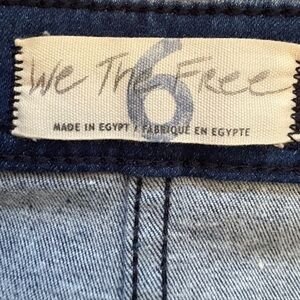 We The Free
6
MADE IN EGYPT / FABRIQUE EN EGYPTE